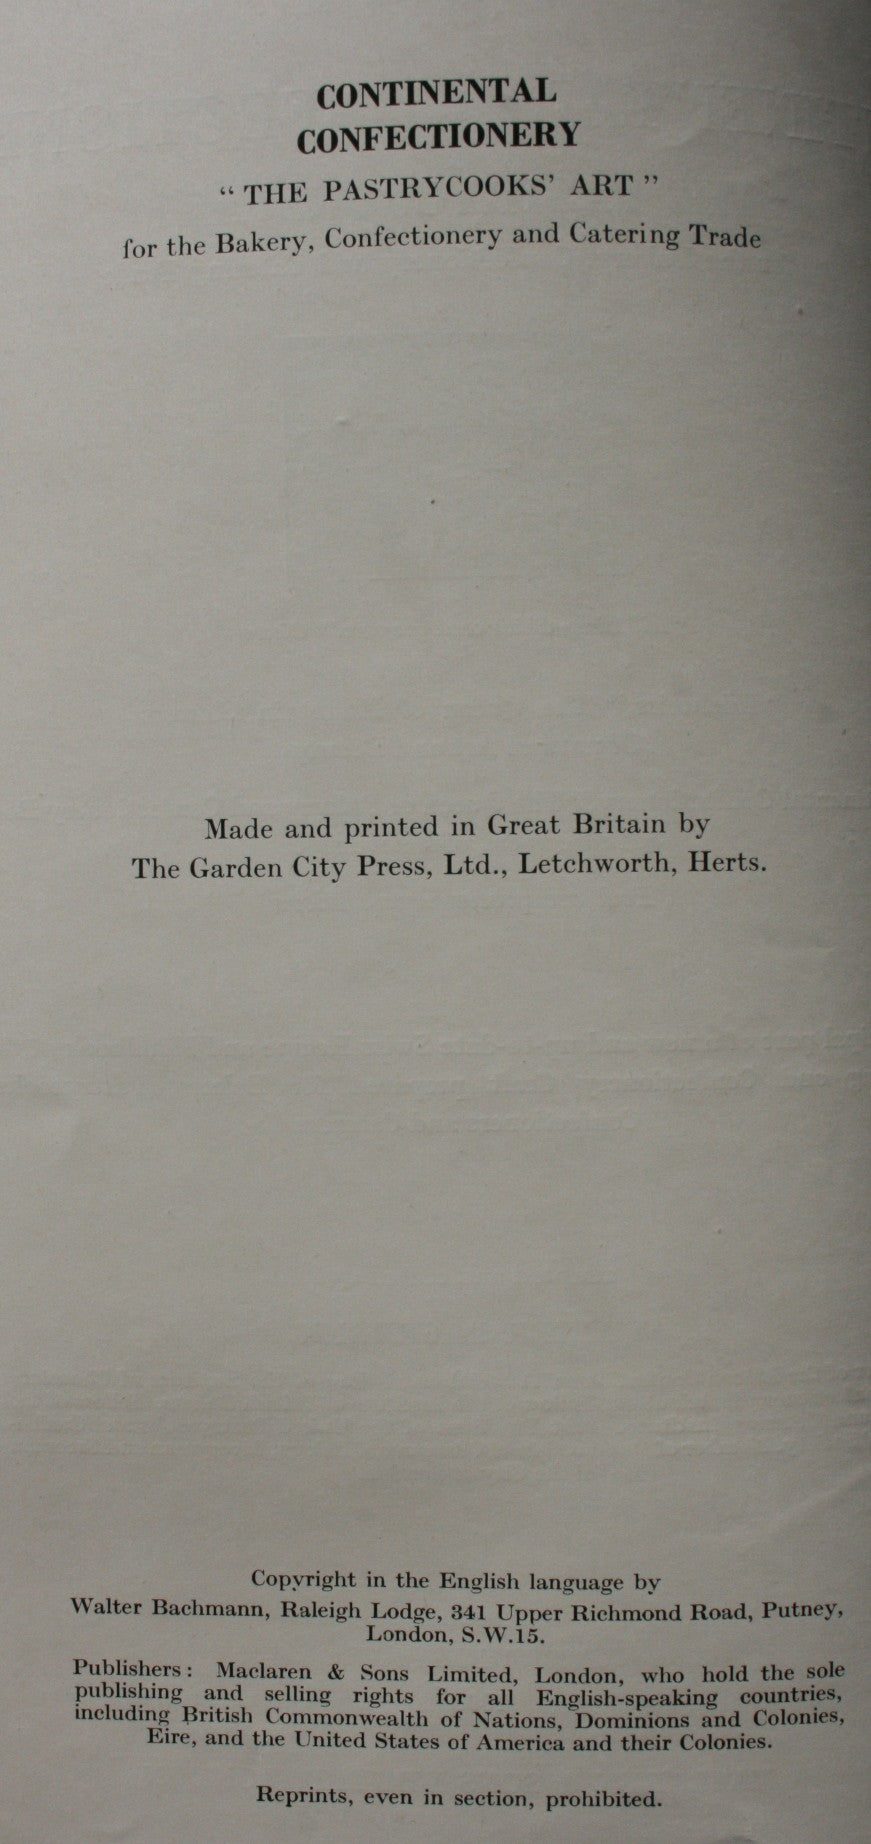 CONTINENTAL
CONFECTIONERY
“ THE PASTRYCOOKS’ ART ”
for the Bakery, Confectionery and Catering Trade
Made and printed in Great Britain by
The Garden City Press, Ltd., Letchworth, Herts.
Copyright in the English language by
Walter Bachmann, Raleigh Lodge, 341 Upper Richmond Road, Putney,
London, S.W.15.
Publishers : Maclaren & Sons Limited, London, who hold the sole
publishing and selling rights for all English-speaking countries,
including British Commonwealth of Nations, Dominions and Colonies,
Eire, and the United States of America and their Colonies.
Reprints, even in section, prohibited.